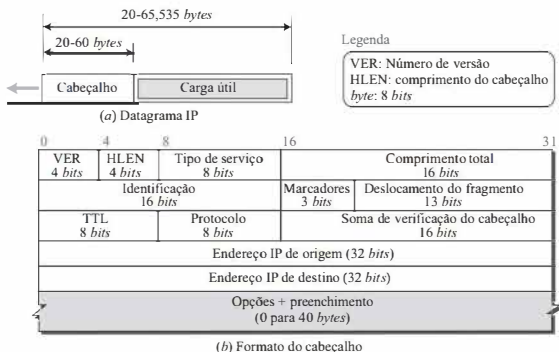 20-65,535 bytes
20-60 bytes
Cabeçalho
Carga útil
(a) Datagrama IP
Legenda
VER: Número de versão
HLEN: comprimento do cabeçalho
byte: 8 bits
0 4 8 16 31
VER
4 bits
HLEN
4 bits
Tipo de serviço
8 bits
Comprimento total
16 bits
Identificação
16 bits
Marcadores
3 bits
Deslocamento do fragmento
13 bits
TTL
8 bits
Protocolo
8 bits
Soma de verificação do cabeçalho
16 bits
Endereço IP de origem (32 bits)
Endereço IP de destino (32 bits)
Opções + preenchimento
(0 para 40 bytes)
(b) Formato do cabeçalho